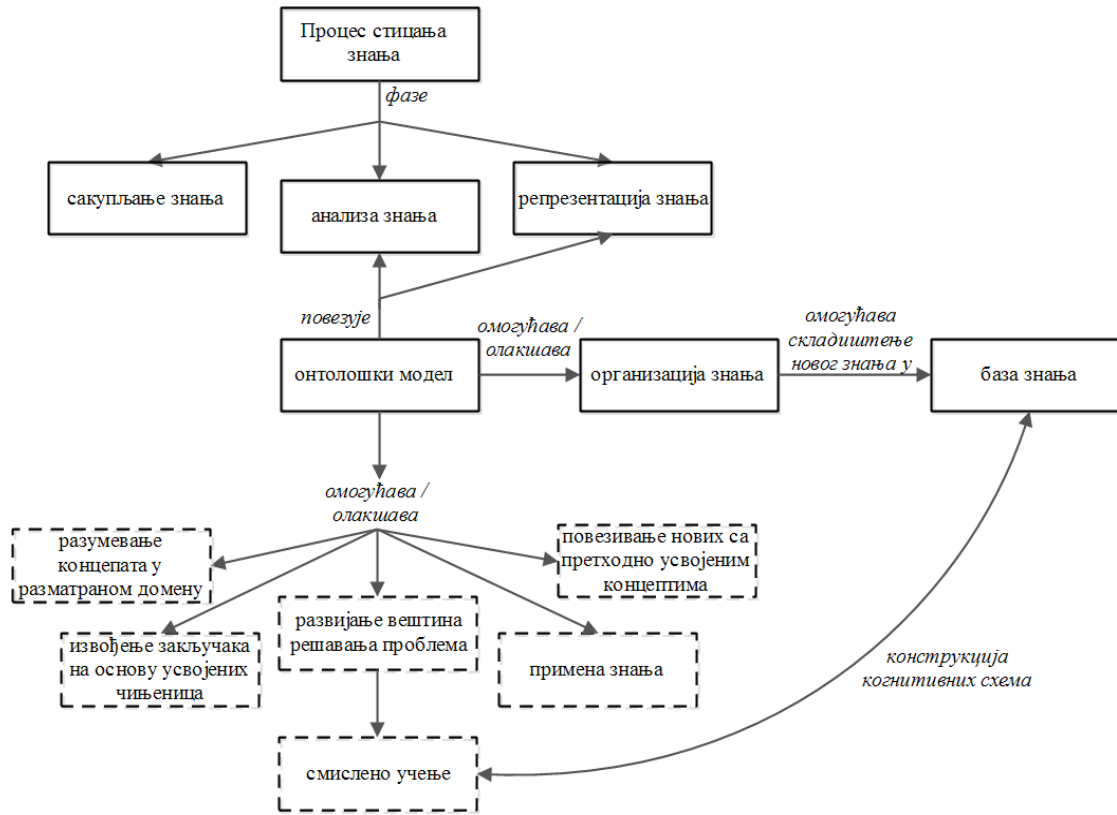 Процес стицања
знања
фазе
сакупљање знања
анализа знања
репрезентација знања
повезује
омогућава /
олакшава
омогућава
складиштење
новог знања у
онтолошки модел
организација знања
база знања
омогућава /
олакшава
разумевање
концепата у
разматраном домену
повезивање нових са
претходно усвојеним
концептима
развијање вештина
решавања проблема
извођење закључака
на основу усвојених
чињеница
примена знања
конструкција
когнитивних схема
смислено учење